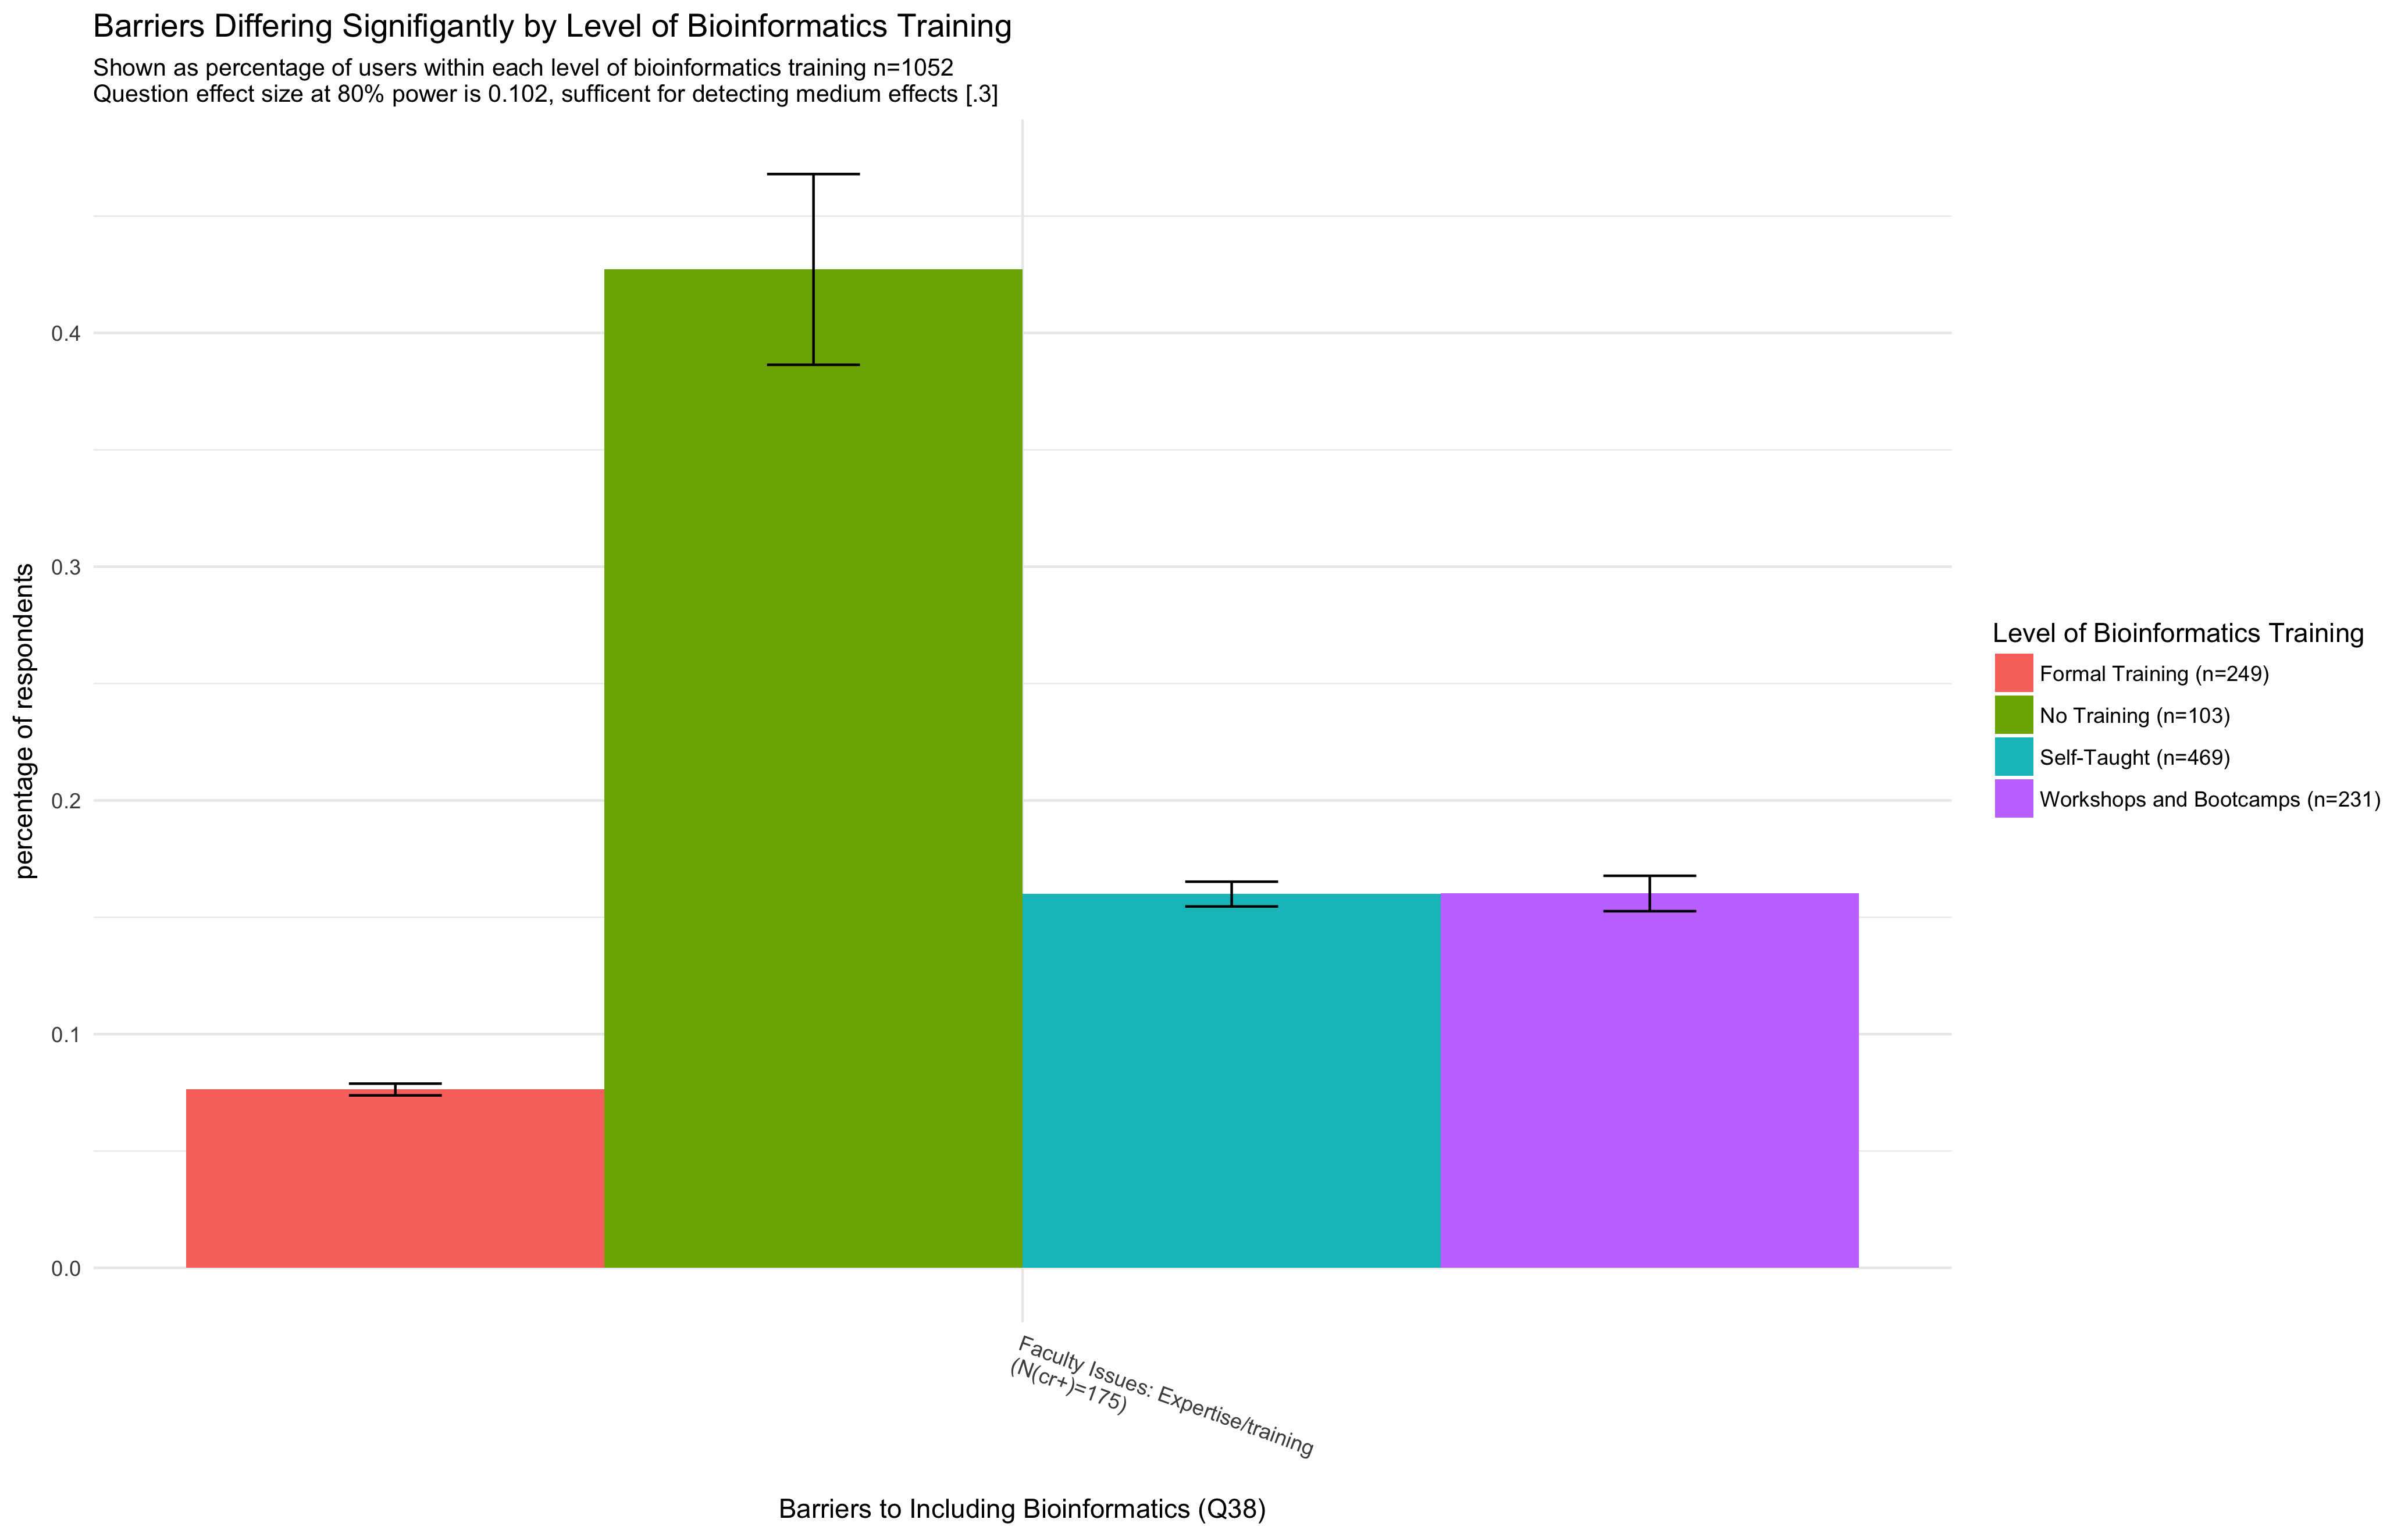 Barriers Differing Signifigantly by Level of Bioinformatics Training
Shown as percentage of users within each level of bioinformatics training n=1052
Question effect size at 80% power is 0.102, sufficent for detecting medium effects [.3]
percentage of respondents
0.4
0.3
0.2
0.1
0.0
Faculty Issues: Expertise/training
(N(cr+)=175)
Barriers to Including Bioinformatics (Q38)
Level of Bioinformatics Training
Formal Training (n=249)
No Training (n=103)
Self-Taught (n=469)
Workshops and Bootcamps (n=231)